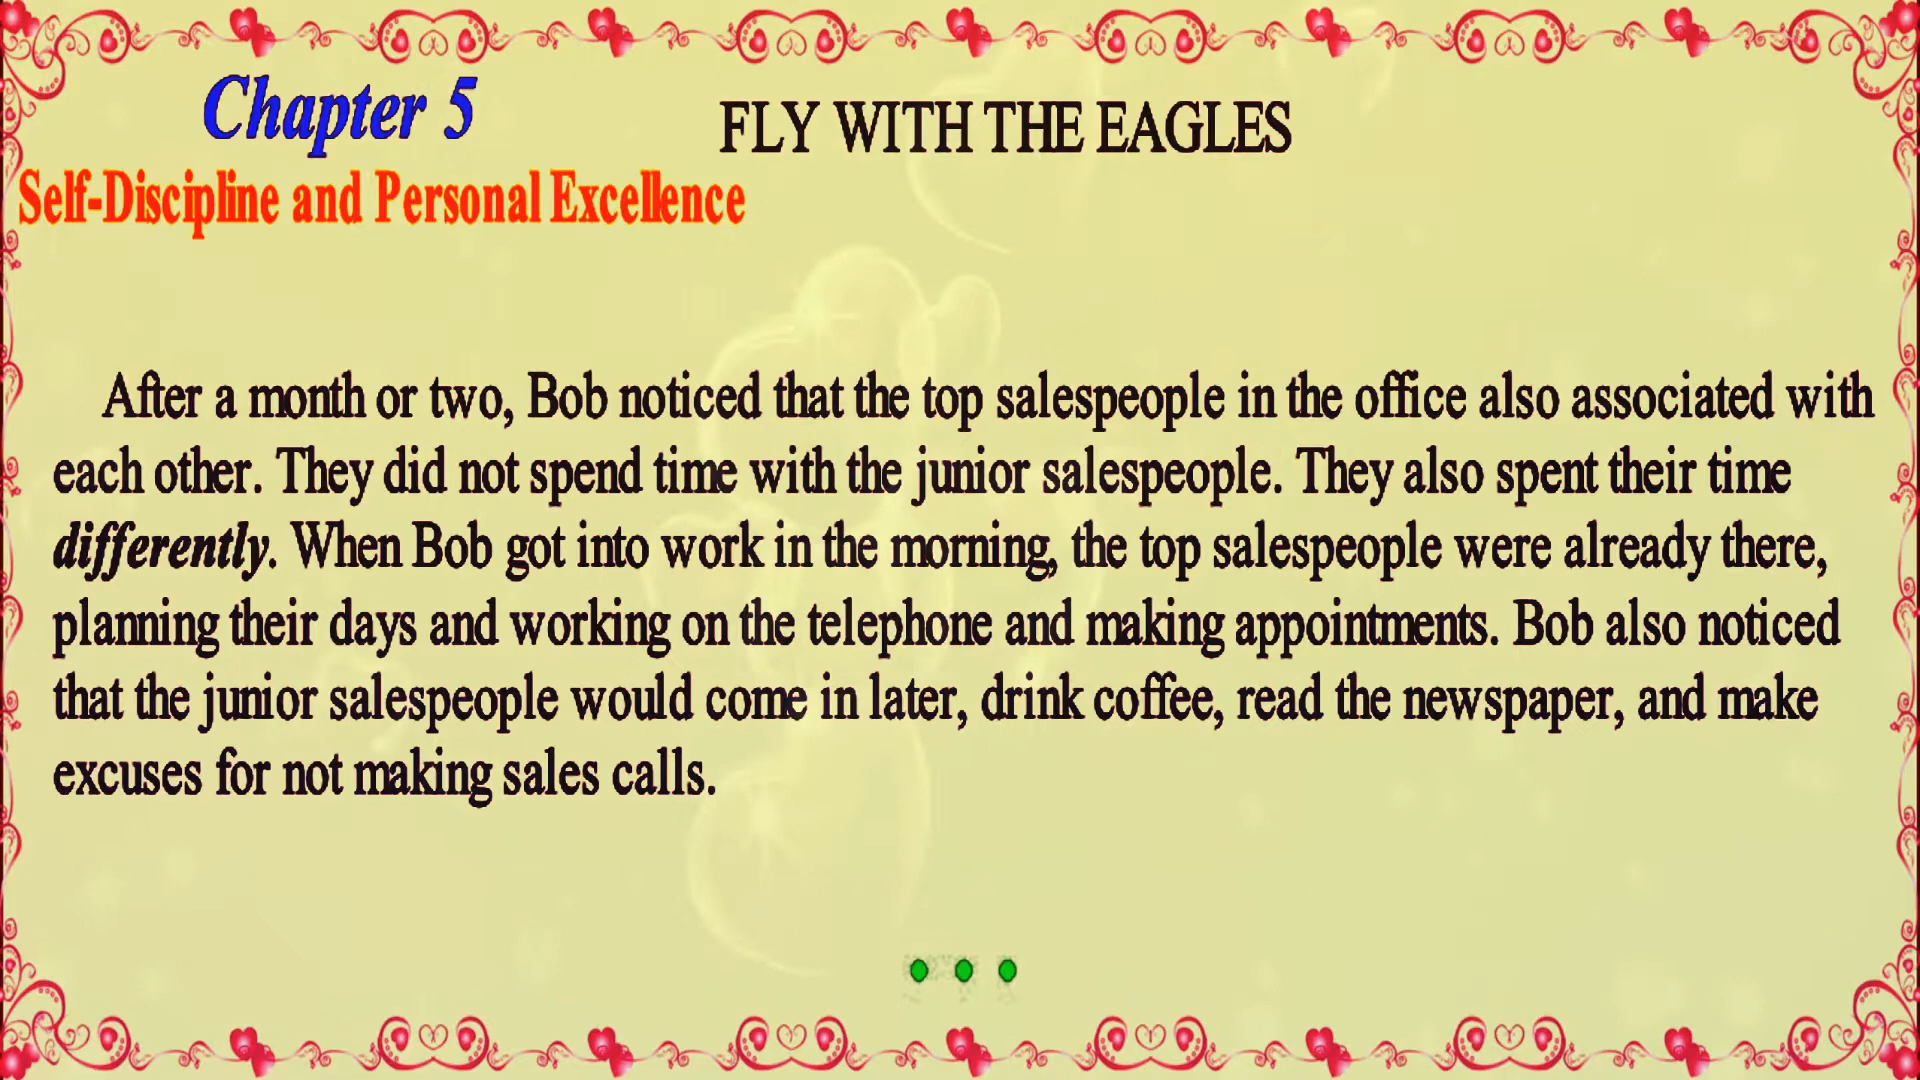 Chapter 5
FLY WITH THE EAGLES
Self-Discipline and Personal Excellence
After a month or two, Bob noticed that the top salespeople in the office also associated with
each other. They did not spend time with the junior salespeople. They also spent their time
differently. When Bob got into work in the morning, the top salespeople were already there,
planning their days and working on the telephone and making appointments. Bob also noticed
that the junior salespeople would come in later, drink coffee, read the newspaper, and make
excuses for not making sales calls.